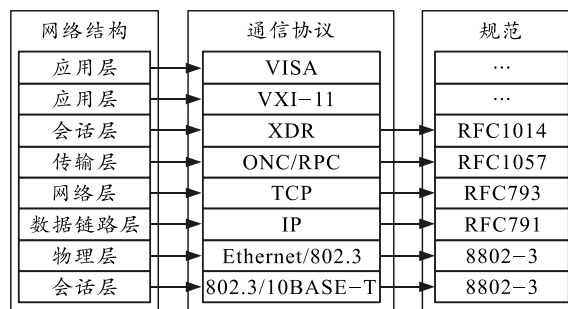 网络结构 通信协议 规范
应用层 VISA …
应用层 VXI-11 …
会话层 XDR RFC1014
传输层 ONC/RPC RFC1057
网络层 TCP RFC793
数据链路层 IP RFC791
物理层 Ethernet/802.3 8802-3
会话层 802.3/10BASE-T 8802-3